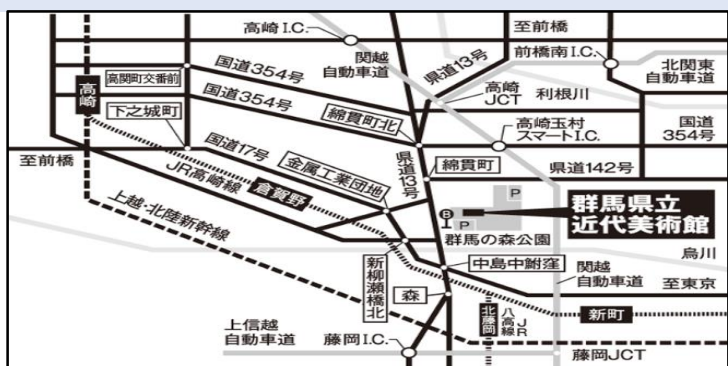 高崎I.C.
至前橋
関越
自動車道
県道13号
前橋南I.C.
北関東
自動車道
国道354号
高関町交番前
高崎
高崎
JCT
利根川
国道354号
下之城町
綿貫町北
高崎玉村
スマートI.C.
国道
354号
国道17号
至前橋
金属工業団地
県道13号
綿貫町
県道142号
JR高崎線
倉賀野
上越・北陸新幹線
P
B
P
群馬県立
近代美術館
群馬の森公園
烏川
新柳瀬橋北
中島中鮒窪
関越
自動車道
至東京
森
北藤岡
JR
八高線
新町
上信越
自動車道
藤岡I.C.
藤岡JCT